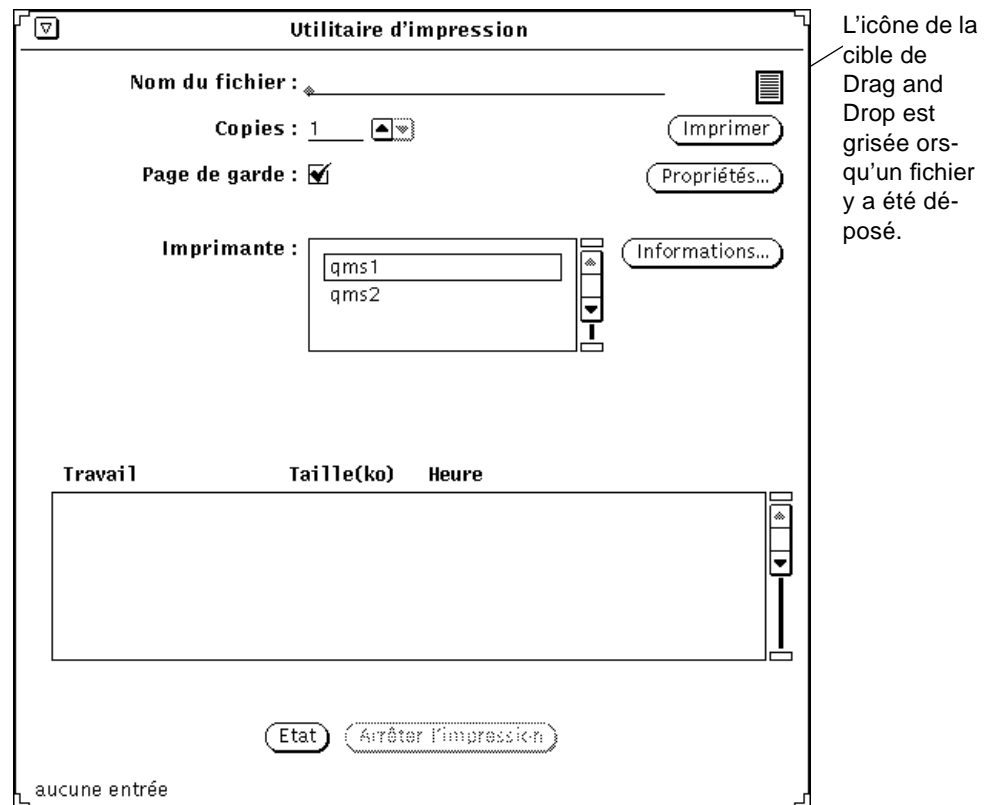 Utilitaire d'impression
Nom du fichier :
Copies : 1
Imprimer
Page de garde :
Propriétés...
Imprimante :
qms1
qms2
Informations...
Travail Taille(ko) Heure
Etat Arrêter l'impression
aucune entrée
L'icône de la
cible de
Drag and
Drop est
grisée ors-
qu'un fichier
y a été dé-
posé.